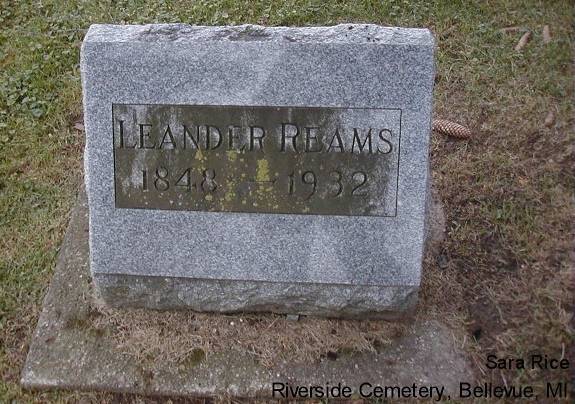 LEANDER REAMS
1848 - 1932
Sara Rice
Riverside Cemetery, Bellevue, MI